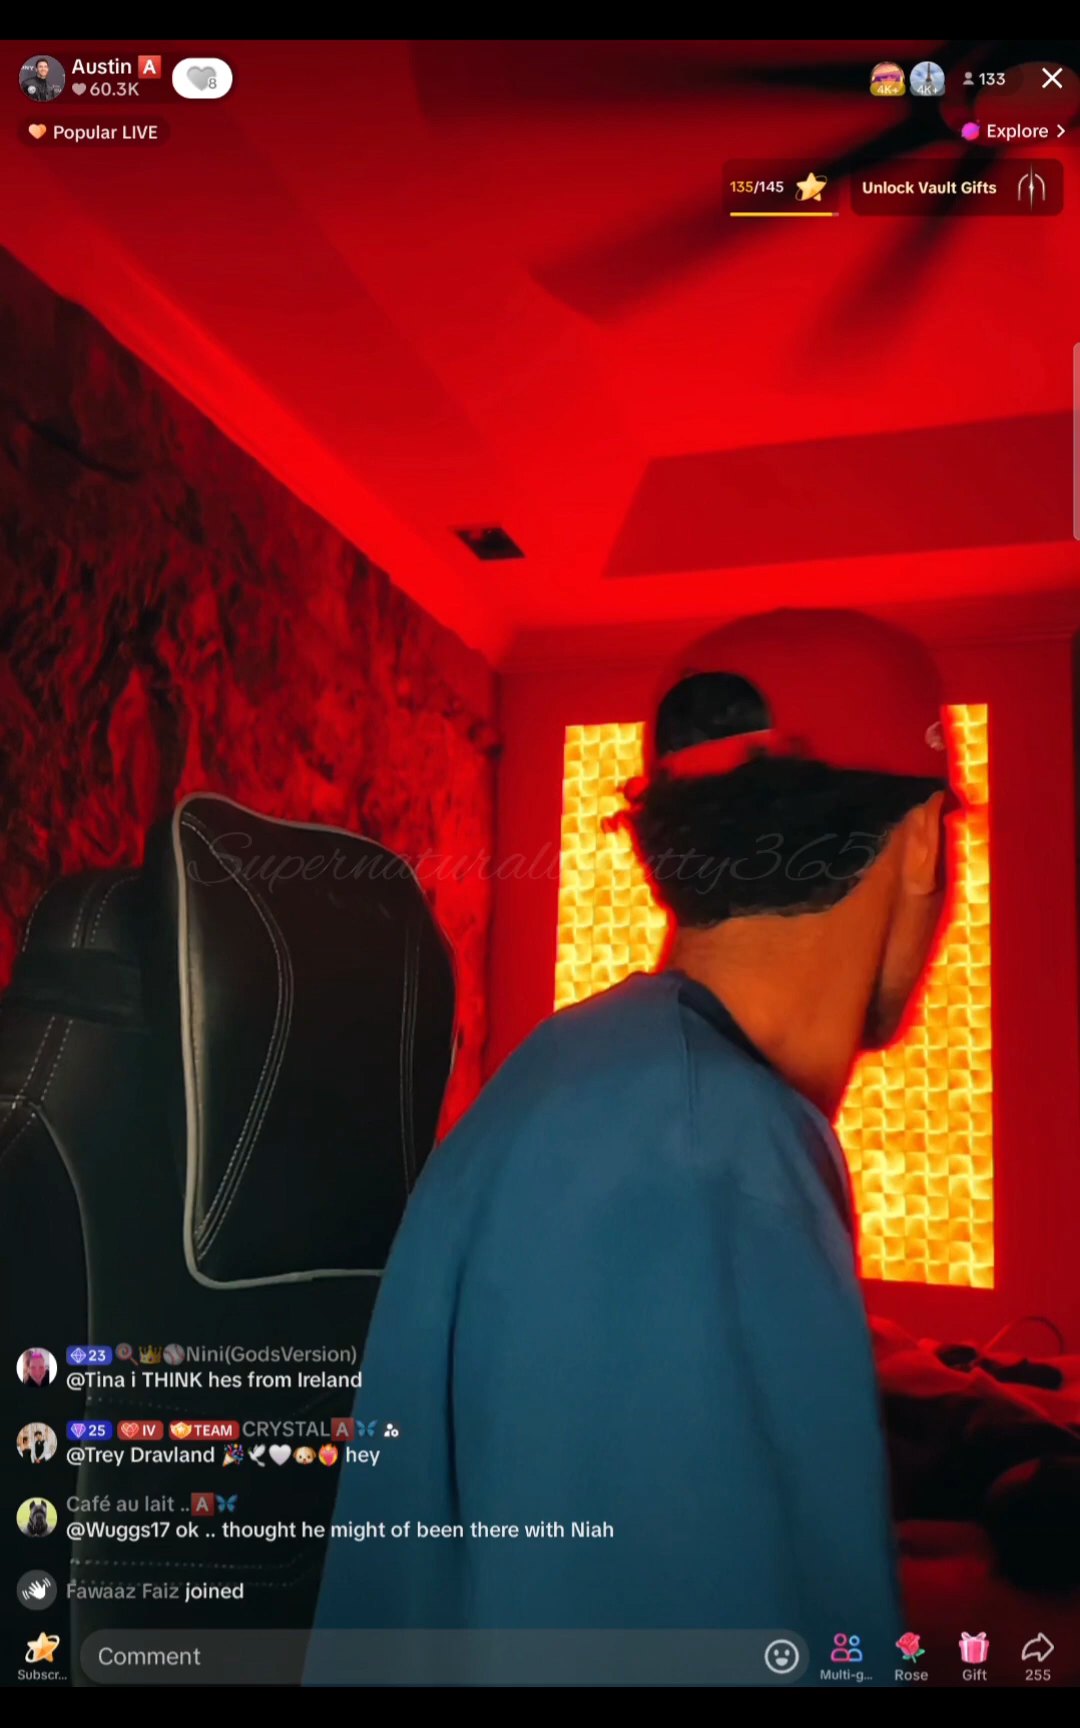 Austin A
60.3K
8
4K+
4K+
133
Popular LIVE
Explore
135/145
Unlock Vault Gifts
23 Nini(GodsVersion)
@Tina i THINK hes from Ireland
25 IV TEAM CRYSTAL A
@Trey Dravland 🎉🕊️🤍🐶❤️‍🔥 hey
Café au lait ..🅰️🦋
@Wuggs17 ok .. thought he might of been there with Niah
Fawaaz Faiz joined
Comment
Subscr...
Multi-g...
Rose
Gift
255